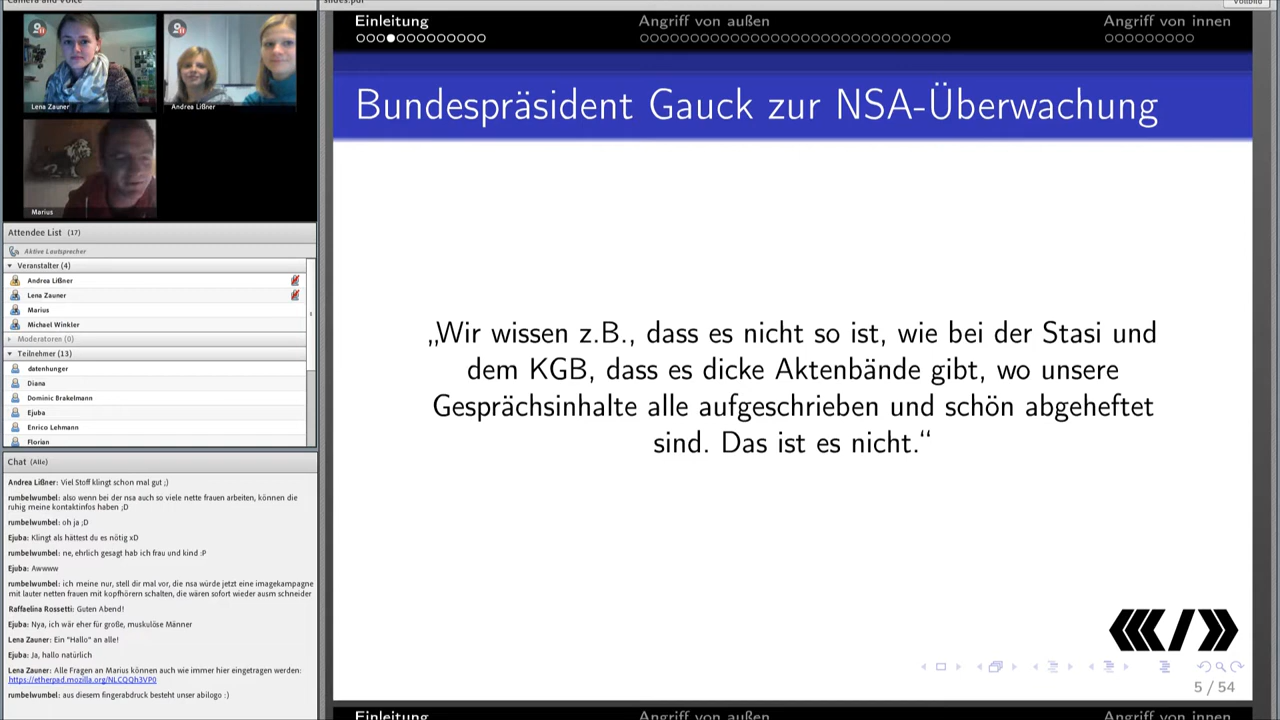 Camera and Voice
Lena Zauner
Andrea Lißner
Marius
Attendee List (17)
Aktive Lautsprecher
Veranstalter (4)
Andrea Lißner
Lena Zauner
Marius
Michael Winkler
Moderatoren (0)
Teilnehmer (13)
datenhunger
Diana
Dominic Brakelmann
Ejuba
Enrico Lehmann
Florian
Chat (Alle)
Andrea Lißner: Viel Stoff klingt schon mal gut ;)
rumbelwumbel: also wenn bei der nsa auch so viele nette frauen arbeiten, können die
ruhig meine kontaktinfos haben ;D
rumbelwumbel: oh ja ;D
Ejuba: Klingt als hättest du es nötig xD
rumbelwumbel: ne, ehrlich gesagt hab ich frau und kind :P
Ejuba: Awwww
rumbelwumbel: ich meine nur, stell dir mal vor, die nsa würde jetzt eine imagekampagne
mit lauter netten frauen mit kopfhörern schalten, die wären sofort wieder ausm schneider
Raffaelina Rossetti: Guten Abend!
Ejuba: Nya, ich wär eher für große, muskulöse Männer
Lena Zauner: Ein "Hallo" an alle!
Ejuba: Ja, hallo natürlich
Lena Zauner: Alle Fragen an Marius können auch wie immer hier eingetragen werden:
https://etherpad.mozilla.org/NLCQQh3VP0
rumbelwumbel: aus diesem fingerabdruck besteht unser abilogo :)
slides.pdf
Vollbild
Einleitung
Angriff von außen
Angriff von innen
Bundespräsident Gauck zur NSA-Überwachung
„Wir wissen z.B., dass es nicht so ist, wie bei der Stasi und
dem KGB, dass es dicke Aktenbände gibt, wo unsere
Gesprächsinhalte alle aufgeschrieben und schön abgeheftet
sind. Das ist es nicht.“
5 / 54
Einleitung
Angriff von außen
Angriff von innen